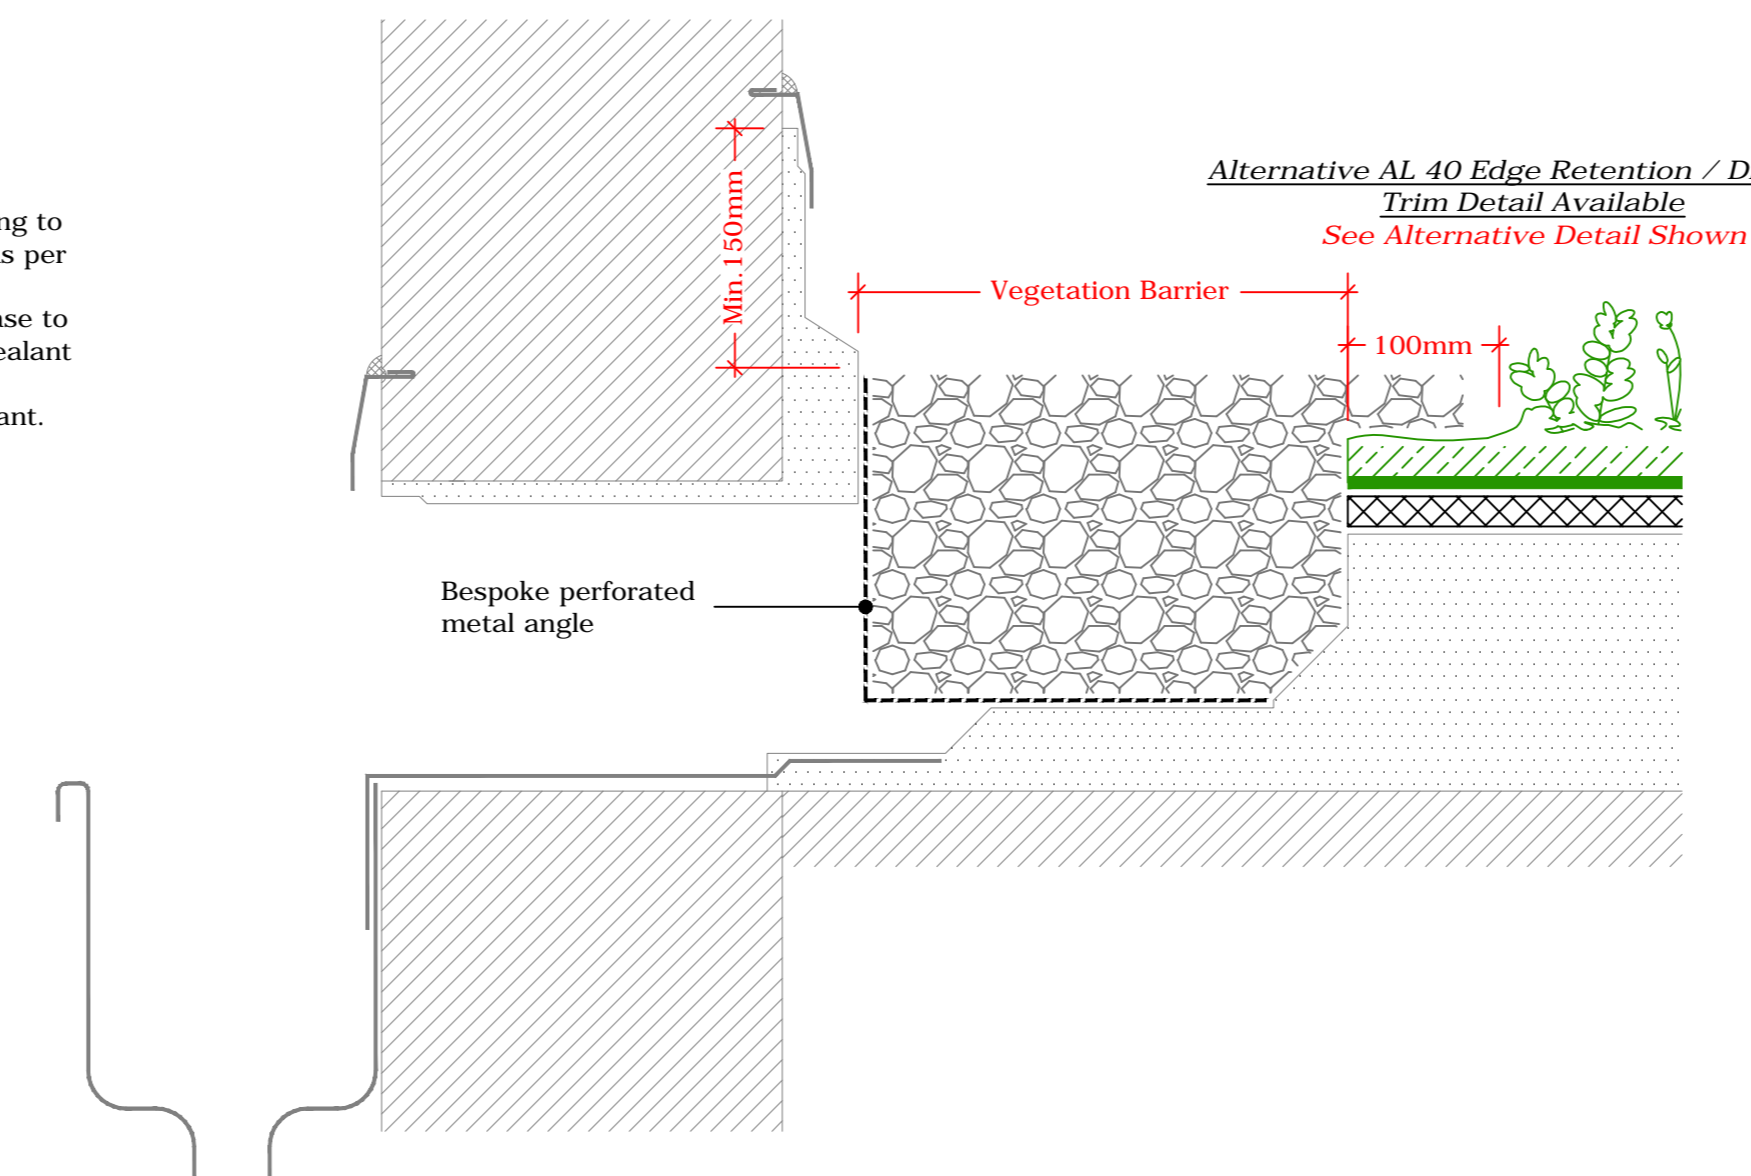 ng to
s per
se to
ealant
ant.
Min. 150mm
Alternative AL 40 Edge Retention / D
Trim Detail Available
See Alternative Detail Shown
Vegetation Barrier
100mm
Bespoke perforated
metal angle